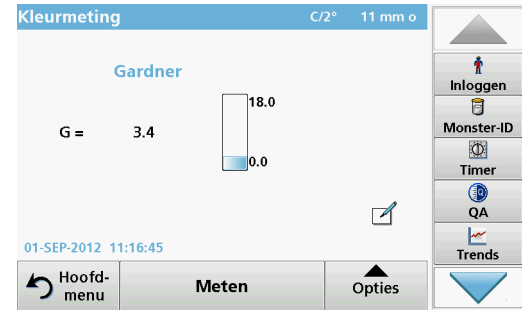 Kleurmeting C/2° 11 mm o
Gardner
G = 3.4
18.0
0.0
01-SEP-2012 11:16:45
Hoofd-
menu
Meten
Opties
Inloggen
Monster-ID
Timer
QA
Trends